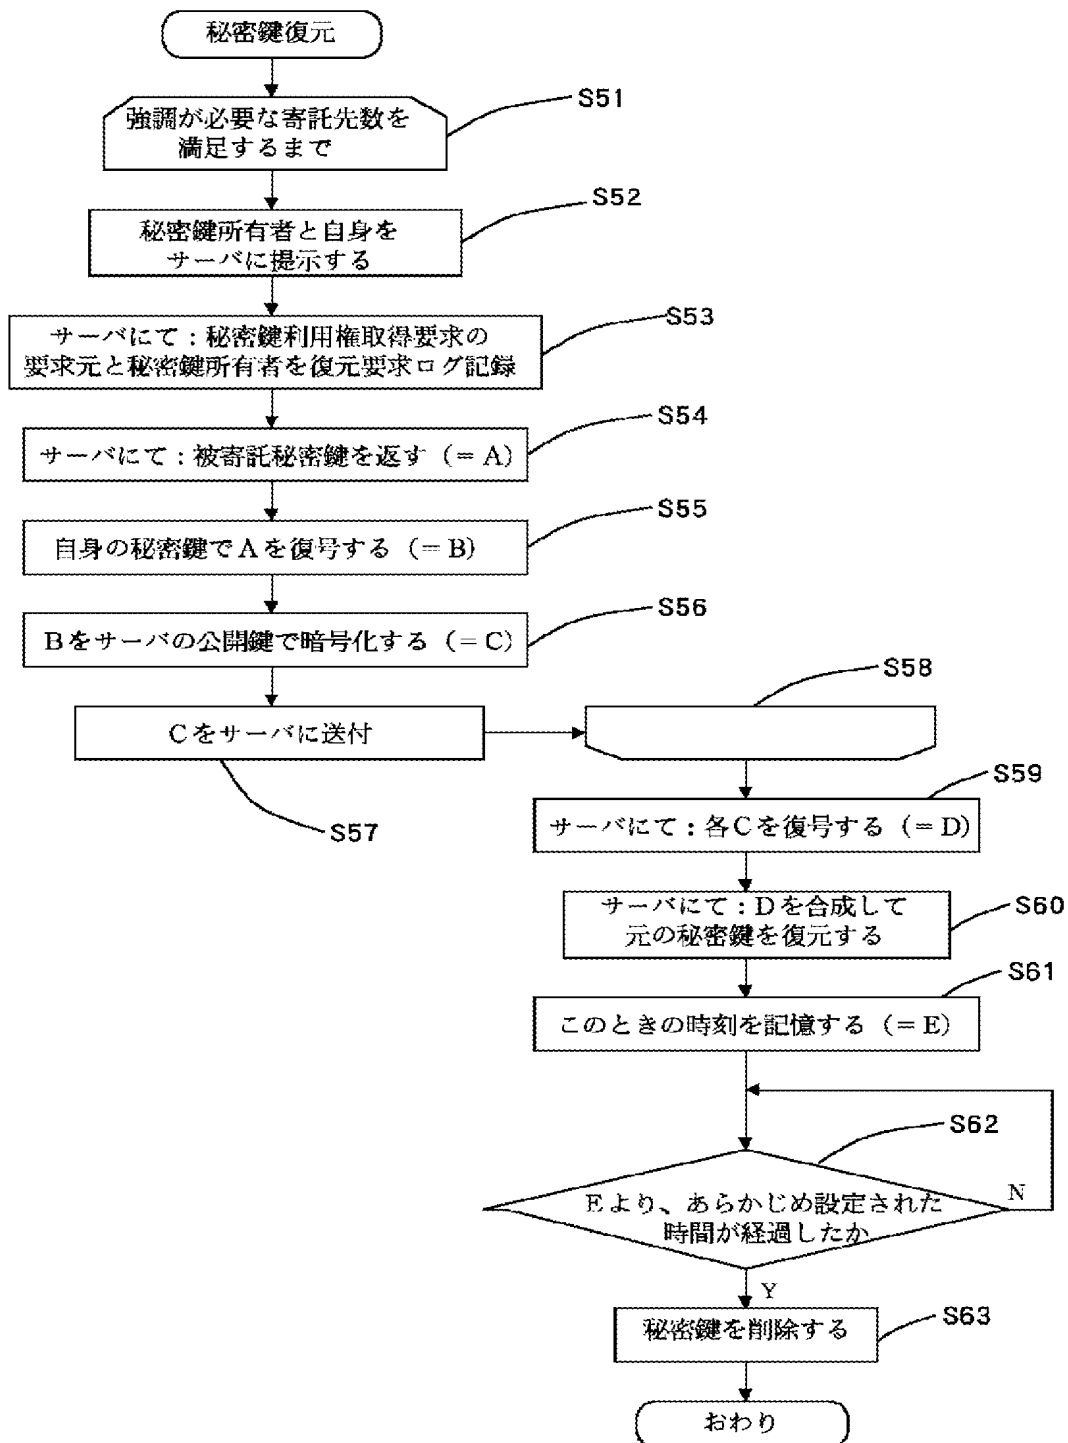 秘密鍵復元
S51
強調が必要な寄託先数を
満足するまで
S52
秘密鍵所有者と自身を
サーバに提示する
S53
サーバにて：秘密鍵利用権取得要求の
要求元と秘密鍵所有者を復元要求ログ記録
S54
サーバにて：被寄託秘密鍵を返す（＝A）
S55
自身の秘密鍵でAを復号する（＝B）
S56
Bをサーバの公開鍵で暗号化する（＝C）
S58
Cをサーバに送付
S57
S59
サーバにて：各Cを復号する（＝D）
S60
サーバにて：Dを合成して
元の秘密鍵を復元する
S61
このときの時刻を記憶する（＝E）
S62
Eより、あらかじめ設定された
時間が経過したか
N
Y
S63
秘密鍵を削除する
おわり